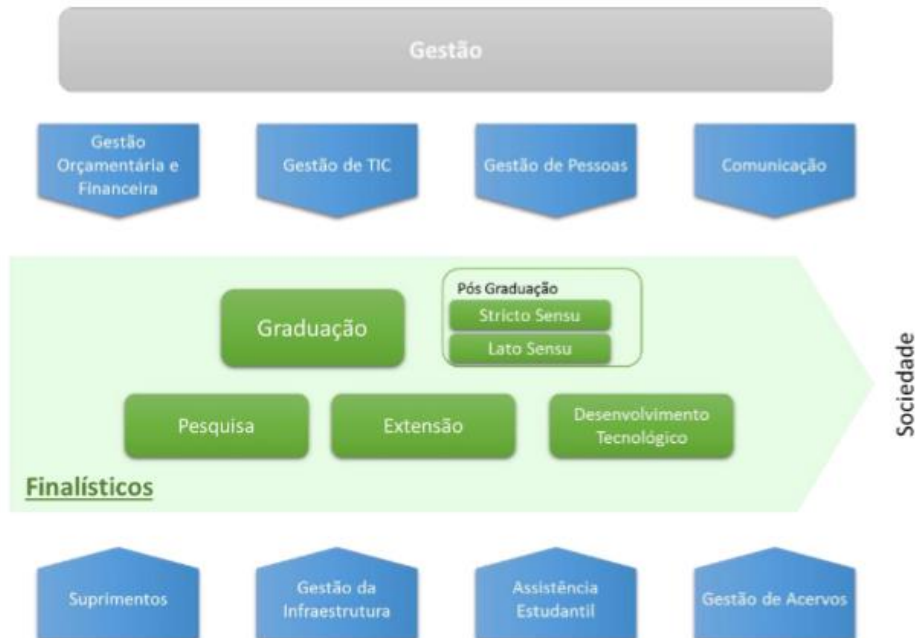 Gestão
Gestão
Orçamentária e
Financeira
Gestão de TIC
Gestão de Pessoas
Comunicação
Graduação
Pós Graduação
Stricto Sensu
Lato Sensu
Pesquisa
Extensão
Desenvolvimento
Tecnológico
Finalísticos
Sociedade
Suprimentos
Gestão da
Infraestrutura
Assistência
Estudantil
Gestão de Acervos